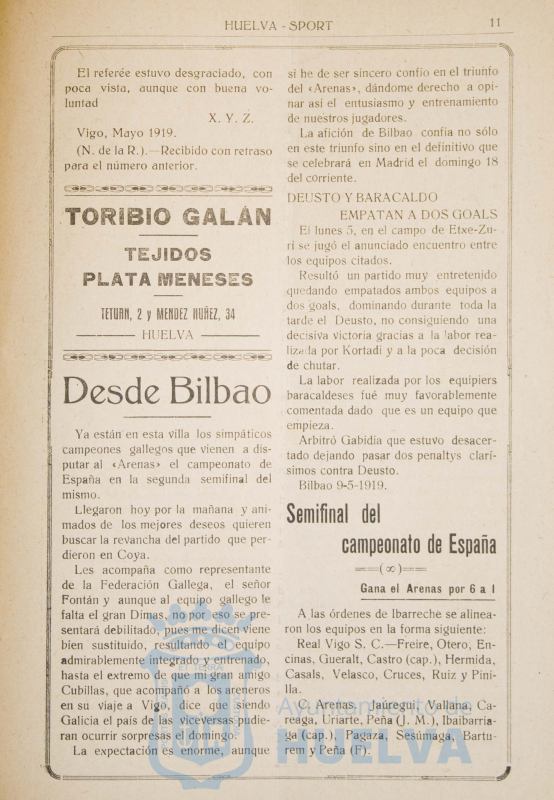 HUELVA - SPORT
11
El referée estuvo desgraciado, con
poca vista, aunque con buena vo-
luntad
X. Y. Z.
Vigo, Mayo 1919.
(N. de la R.).—Recibido con retraso
para el número anterior.
TORIBIO GALÁN
TEJIDOS
PLATA MENESES
TETUAN, 2 y MENDEZ NUÑEZ, 34
HUELVA
Desde Bilbao
Ya están en esta villa los simpáticos
campeones gallegos que vienen a dis-
putar al «Arenas» el campeonato de
España en la segunda semifinal del
mismo.
Llegaron hoy por la mañana y ani-
mados de los mejores deseos quieren
buscar la revancha del partido que per-
dieron en Coya.
Les acompaña como representante
de la Federación Gallega, el señor
Fontán y aunque al equipo gallego le
falta el gran Dimas, no por eso se pre-
sentará debilitado, pues me dicen viene
bien sustituido, resultando el equipo
admirablemente integrado y entrenado,
hasta el extremo de que un gran amigo
Cubillas, que acompañó a los areneros
en su viaje a Vigo, dice que siendo
Galicia el país de las viceversas pudie-
ran ocurrir sorpresas el domingo.
La expectación es enorme, aunque
si he de ser sincero confío en el triunfo
del «Arenas», dándome derecho a opi-
nar así el entusiasmo y entrenamiento
de nuestros jugadores.
La afición de Bilbao confía no sólo
en este triunfo sino en el definitivo que
se celebrará en Madrid el domingo 18
del corriente.
DEUSTO Y BARACALDO
EMPATAN A DOS GOALS
El lunes 5, en el campo de Etxe-Zu-
ri se jugó el anunciado encuentro entre
los equipos citados.
Resultó un partido muy entretenido
quedando empatados ambos equipos a
dos goals, dominando durante toda la
tarde el Deusto, no consiguiendo una
decisiva victoria gracias a la labor rea-
lizada por Kortadi y a la poca decisión
de chutar.
La labor realizada por los equipiers
baracaldeses fué muy favorablemente
comentada dado que es un equipo que
empieza.
Arbitró Gabidia que estuvo desacer-
tado dejando pasar dos penaltys clarí-
simos contra Deusto.
Bilbao 9-5-1919.
Semifinal del
campeonato de España
Gana el Arenas por 6 a 1
A las órdenes de Ibarreche se alinea-
ron los equipos en la forma siguiente:
Real Vigo S. C.—Freire, Otero, En-
cinas, Gueralt, Castro (cap.), Hermida,
Casals, Velasco, Cruces, Ruiz y Pini-
lla.
C. Arenas. Jaúregui, Vallana, Ca-
reaga, Uriarte, Peña (J. M.), Ibaibarria-
ga (cap.), Pagaza, Sesúmaga, Bartu-
rem y Peña (F).
Ayuntamiento de
HUELVA